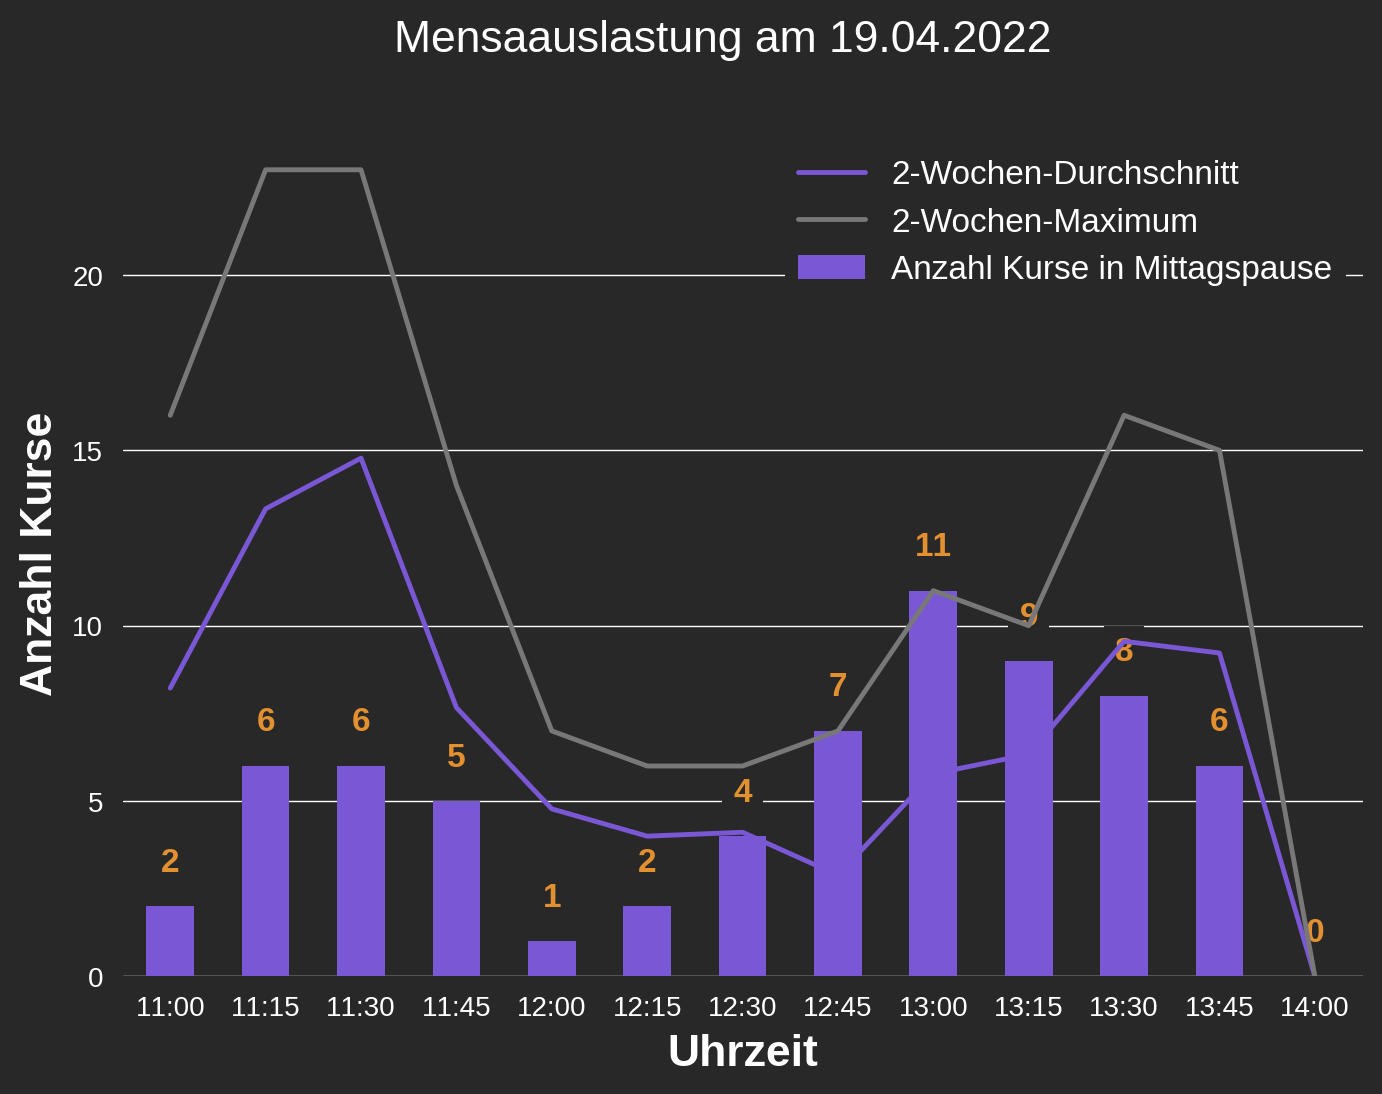 Mensaauslastung am 19.04.2022
2-Wochen-Durchschnitt
2-Wochen-Maximum
Anzahl Kurse in Mittagspause
Anzahl Kurse
20
15
10
5
0
2
6
6
5
1
2
4
7
11
9
8
6
0
11:00 11:15 11:30 11:45 12:00 12:15 12:30 12:45 13:00 13:15 13:30 13:45 14:00
Uhrzeit